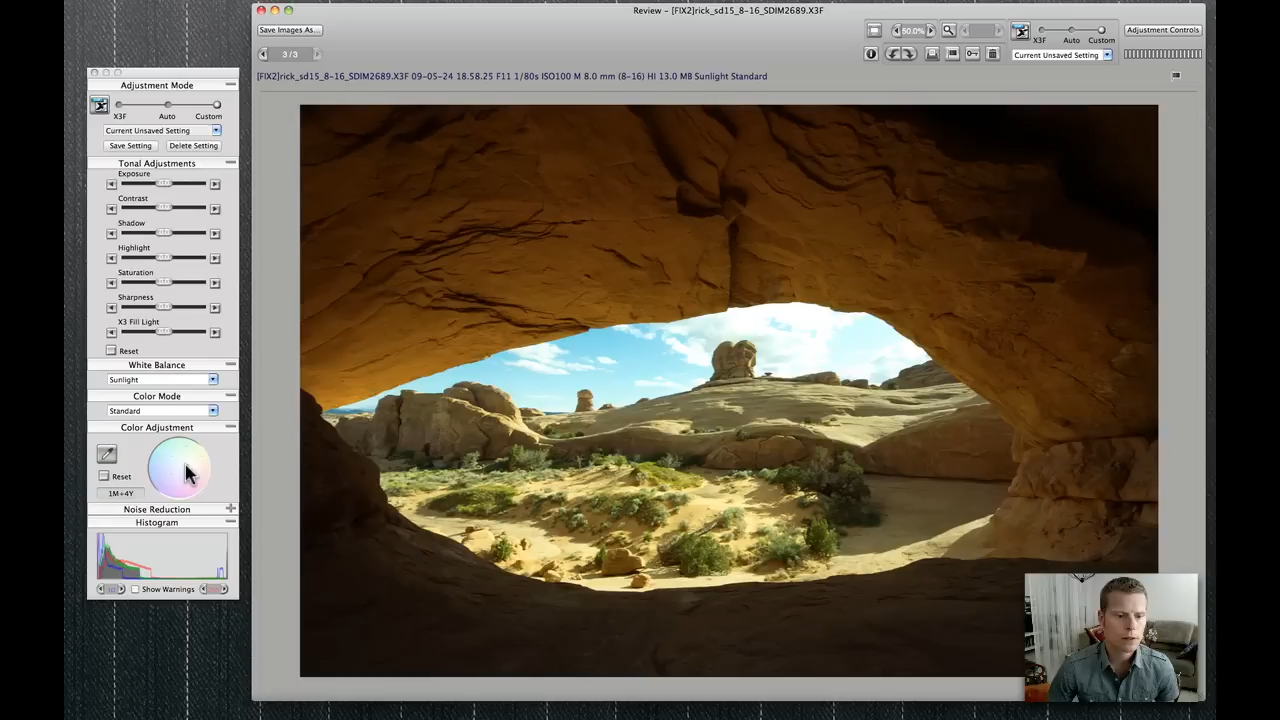 Review - [FIX2]rick_sd15_8-16_SDIM2689.X3F
Save Images As...
50.0%
X3F Auto Custom
Adjustment Controls
3 / 3
Current Unsaved Setting
[FIX2]rick_sd15_8-16_SDIM2689.X3F 09-05-24 18.58.25 F11 1/80s ISO100 M 8.0 mm (8-16) HI 13.0 MB Sunlight Standard
Adjustment Mode
X3F Auto Custom
Current Unsaved Setting
Save Setting Delete Setting
Tonal Adjustments
Exposure
Contrast
Shadow
Highlight
Saturation
Sharpness
X3 Fill Light
Reset
White Balance
Sunlight
Color Mode
Standard
Color Adjustment
Reset
1M+4Y
Noise Reduction
Histogram
Show Warnings